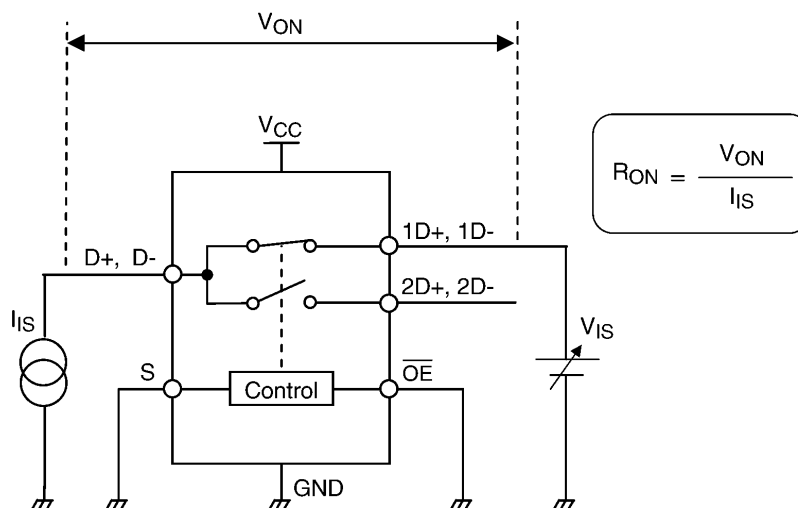 VON
VCC
RON = VON / IIS
1D+, 1D-
D+, D-
2D+, 2D-
IIS
VIS
S
Control
OE
GND